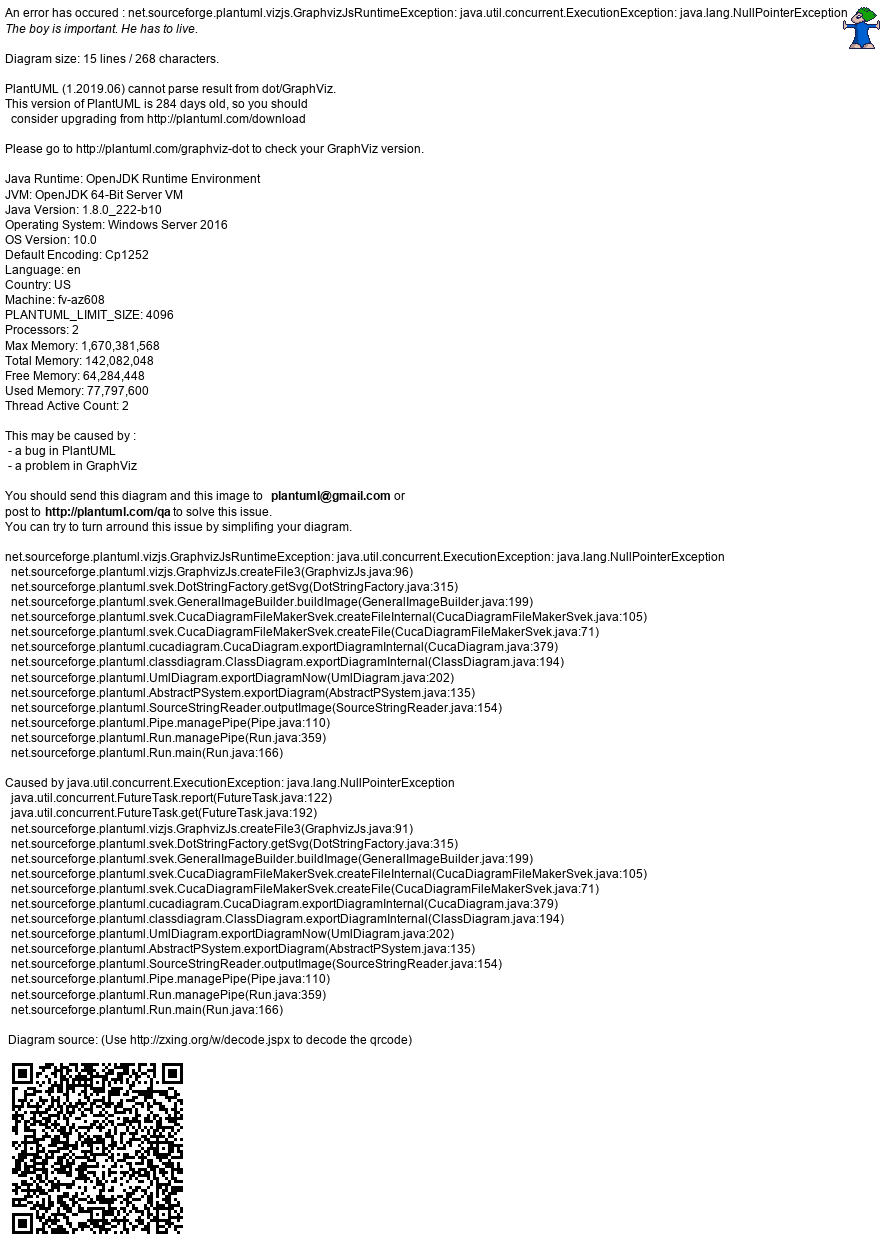 An error has occured : net.sourceforge.plantuml.vizjs.GraphvizJsRuntimeException: java.util.concurrent.ExecutionException: java.lang.NullPointerException
The boy is important. He has to live.
Diagram size: 15 lines / 268 characters.
PlantUML (1.2019.06) cannot parse result from dot/GraphViz.
This version of PlantUML is 284 days old, so you should
consider upgrading from http://plantuml.com/download
Please go to http://plantuml.com/graphviz-dot to check your GraphViz version.
Java Runtime: OpenJDK Runtime Environment
JVM: OpenJDK 64-Bit Server VM
Java Version: 1.8.0_222-b10
Operating System: Windows Server 2016
OS Version: 10.0
Default Encoding: Cp1252
Language: en
Country: US
Machine: fv-az608
PLANTUML_LIMIT_SIZE: 4096
Processors: 2
Max Memory: 1,670,381,568
Total Memory: 142,082,048
Free Memory: 64,284,448
Used Memory: 77,797,600
Thread Active Count: 2
This may be caused by :
- a bug in PlantUML
- a problem in GraphViz
You should send this diagram and this image to plantuml@gmail.com or
post to http://plantuml.com/qa to solve this issue.
You can try to turn arround this issue by simplifing your diagram.
net.sourceforge.plantuml.vizjs.GraphvizJsRuntimeException: java.util.concurrent.ExecutionException: java.lang.NullPointerException
net.sourceforge.plantuml.vizjs.GraphvizJs.createFile3(GraphvizJs.java:96)
net.sourceforge.plantuml.svek.DotStringFactory.getSvg(DotStringFactory.java:315)
net.sourceforge.plantuml.svek.GeneralImageBuilder.buildImage(GeneralImageBuilder.java:199)
net.sourceforge.plantuml.svek.CucaDiagramFileMakerSvek.createFileInternal(CucaDiagramFileMakerSvek.java:105)
net.sourceforge.plantuml.svek.CucaDiagramFileMakerSvek.createFile(CucaDiagramFileMakerSvek.java:71)
net.sourceforge.plantuml.cucadiagram.CucaDiagram.exportDiagramInternal(CucaDiagram.java:379)
net.sourceforge.plantuml.classdiagram.ClassDiagram.exportDiagramInternal(ClassDiagram.java:194)
net.sourceforge.plantuml.UmlDiagram.exportDiagramNow(UmlDiagram.java:202)
net.sourceforge.plantuml.AbstractPSystem.exportDiagram(AbstractPSystem.java:135)
net.sourceforge.plantuml.SourceStringReader.outputImage(SourceStringReader.java:154)
net.sourceforge.plantuml.Pipe.managePipe(Pipe.java:110)
net.sourceforge.plantuml.Run.managePipe(Run.java:359)
net.sourceforge.plantuml.Run.main(Run.java:166)
Caused by java.util.concurrent.ExecutionException: java.lang.NullPointerException
java.util.concurrent.FutureTask.report(FutureTask.java:122)
java.util.concurrent.FutureTask.get(FutureTask.java:192)
net.sourceforge.plantuml.vizjs.GraphvizJs.createFile3(GraphvizJs.java:91)
net.sourceforge.plantuml.svek.DotStringFactory.getSvg(DotStringFactory.java:315)
net.sourceforge.plantuml.svek.GeneralImageBuilder.buildImage(GeneralImageBuilder.java:199)
net.sourceforge.plantuml.svek.CucaDiagramFileMakerSvek.createFileInternal(CucaDiagramFileMakerSvek.java:105)
net.sourceforge.plantuml.svek.CucaDiagramFileMakerSvek.createFile(CucaDiagramFileMakerSvek.java:71)
net.sourceforge.plantuml.cucadiagram.CucaDiagram.exportDiagramInternal(CucaDiagram.java:379)
net.sourceforge.plantuml.classdiagram.ClassDiagram.exportDiagramInternal(ClassDiagram.java:194)
net.sourceforge.plantuml.UmlDiagram.exportDiagramNow(UmlDiagram.java:202)
net.sourceforge.plantuml.AbstractPSystem.exportDiagram(AbstractPSystem.java:135)
net.sourceforge.plantuml.SourceStringReader.outputImage(SourceStringReader.java:154)
net.sourceforge.plantuml.Pipe.managePipe(Pipe.java:110)
net.sourceforge.plantuml.Run.managePipe(Run.java:359)
net.sourceforge.plantuml.Run.main(Run.java:166)
Diagram source: (Use http://zxing.org/w/decode.jspx to decode the qrcode)